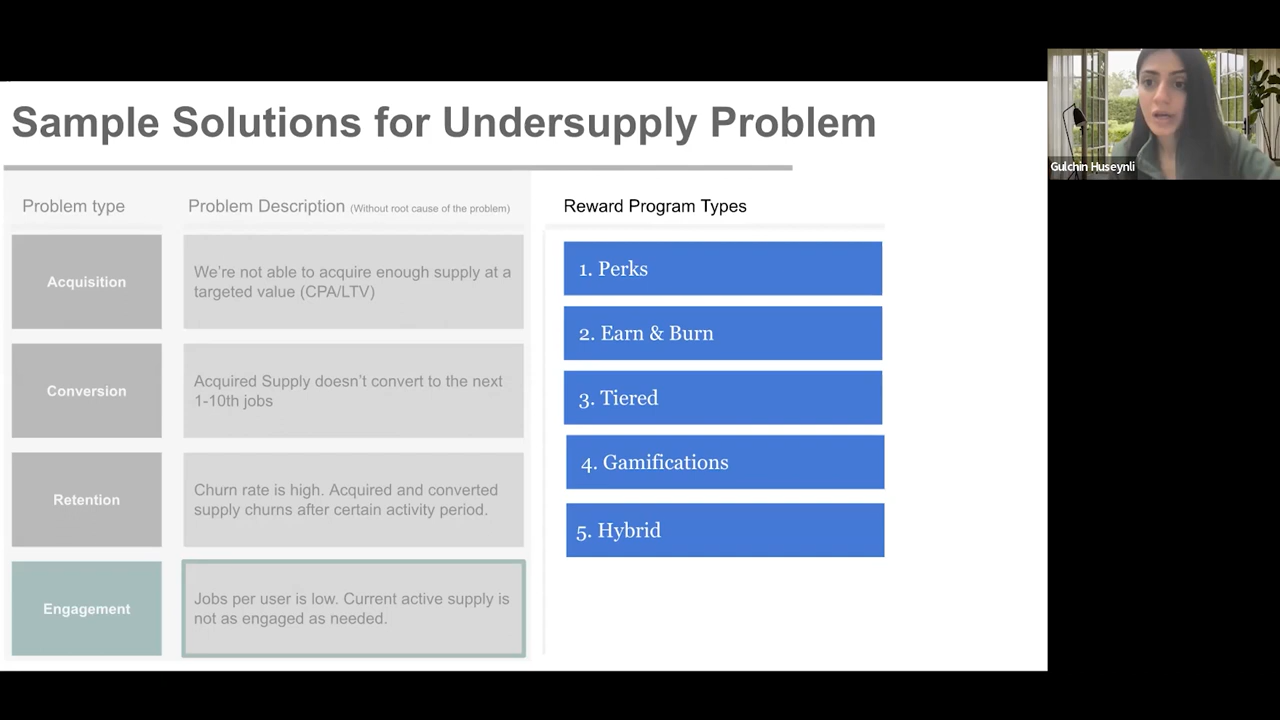 Sample Solutions for Undersupply Problem
Gulchin Huseynli
Problem type
Problem Description (Without root cause of the problem)
Reward Program Types
Acquisition
We're not able to acquire enough supply at a
targeted value (CPA/LTV)
Conversion
Acquired Supply doesn't convert to the next
1-10th jobs
Retention
Churn rate is high. Acquired and converted
supply churns after certain activity period.
Engagement
Jobs per user is low. Current active supply is
not as engaged as needed.
1. Perks
2. Earn & Burn
3. Tiered
4. Gamifications
5. Hybrid